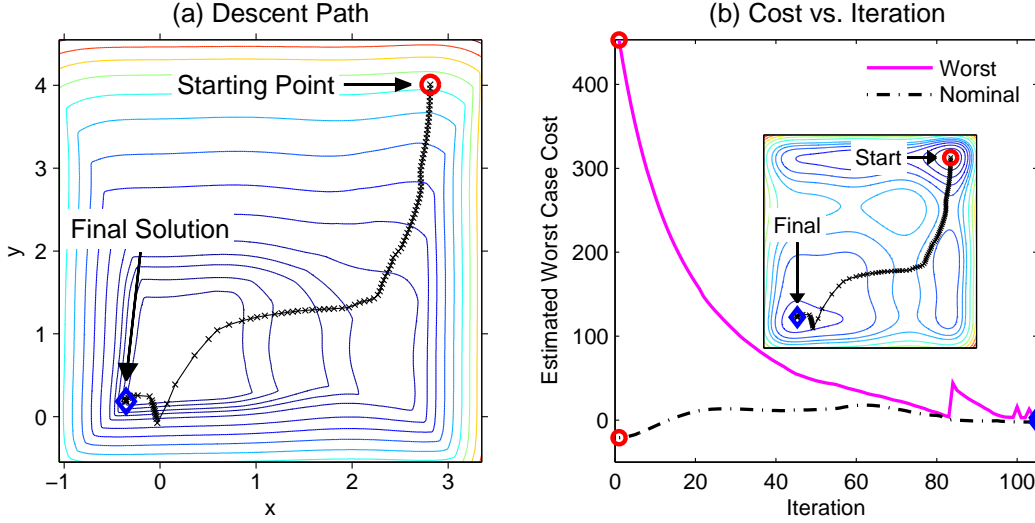 (a) Descent Path
4
3
2
1
0
y
−1
0
1
2
3
x
Starting Point
Final Solution
(b) Cost vs. Iteration
400
300
200
100
0
Estimated Worst Case Cost
0
20
40
60
80
100
Iteration
Worst
Nominal
Start
Final